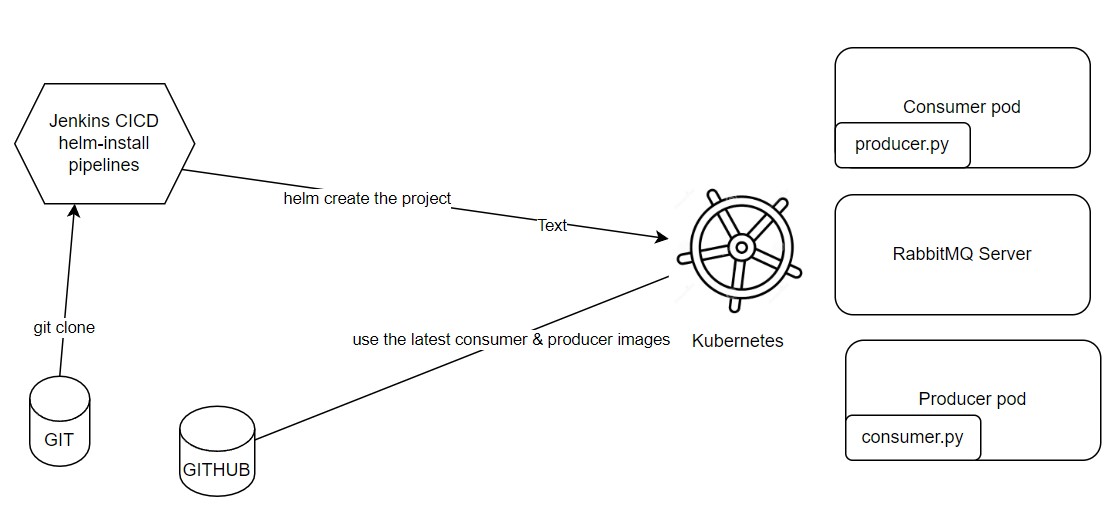 Jenkins CICD
helm-install
pipelines
helm create the project
Text
git clone
GIT
GITHUB
use the latest consumer & producer images
Kubernetes
Consumer pod
producer.py
RabbitMQ Server
Producer pod
consumer.py